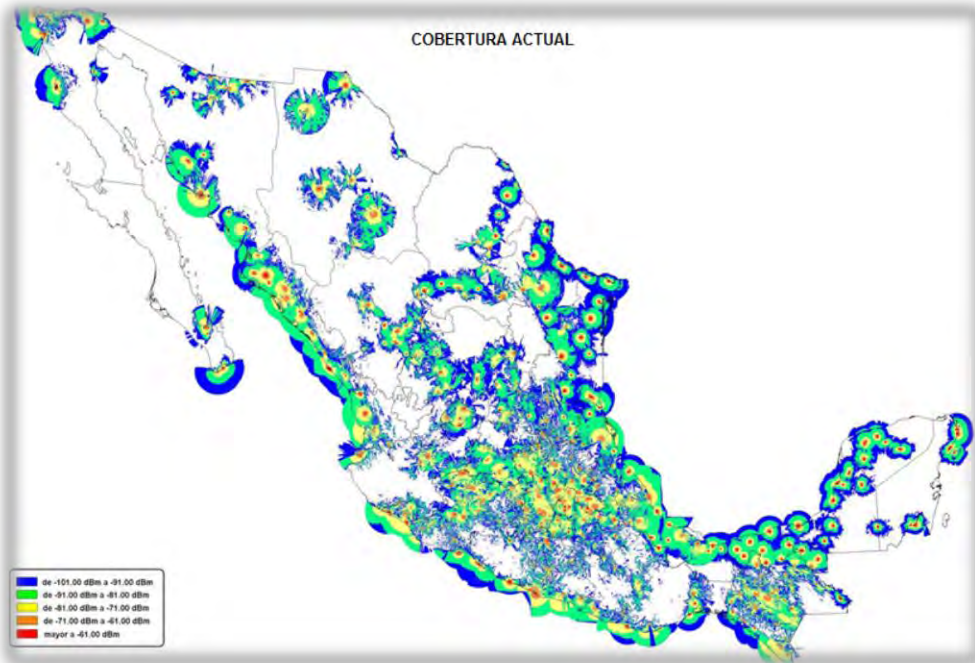 COBERTURA ACTUAL
de -101.00 dBm a -91.00 dBm
de -91.00 dBm a -81.00 dBm
de -81.00 dBm a -71.00 dBm
de -71.00 dBm a -61.00 dBm
mayor a -61.00 dBm